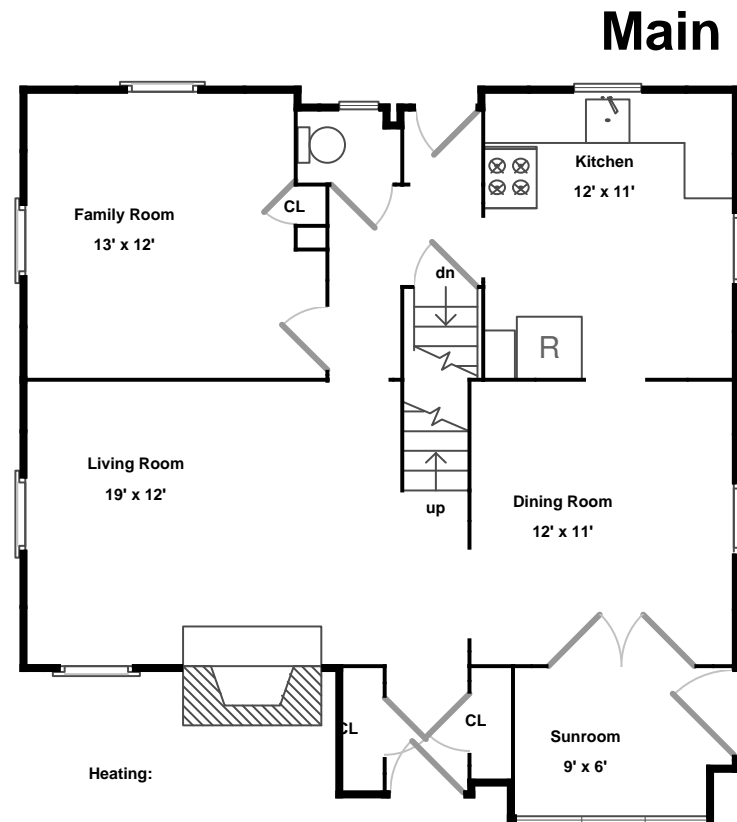 Main
Kitchen
12' x 11'
CL
Family Room
13' x 12'
dn
R
Living Room
19' x 12'
up
Dining Room
12' x 11'
CL
CL
Sunroom
9' x 6'
Heating: